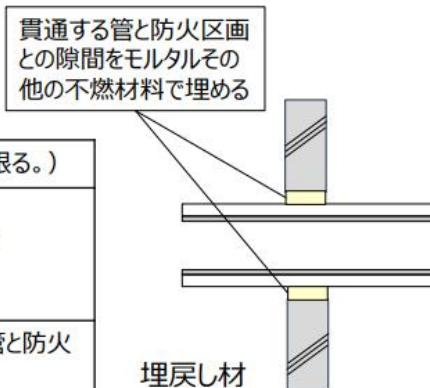 貫通する管と防火区画
との隙間をモルタルその
他の不燃材料で埋める
限る。）
管と防火
埋戻し材